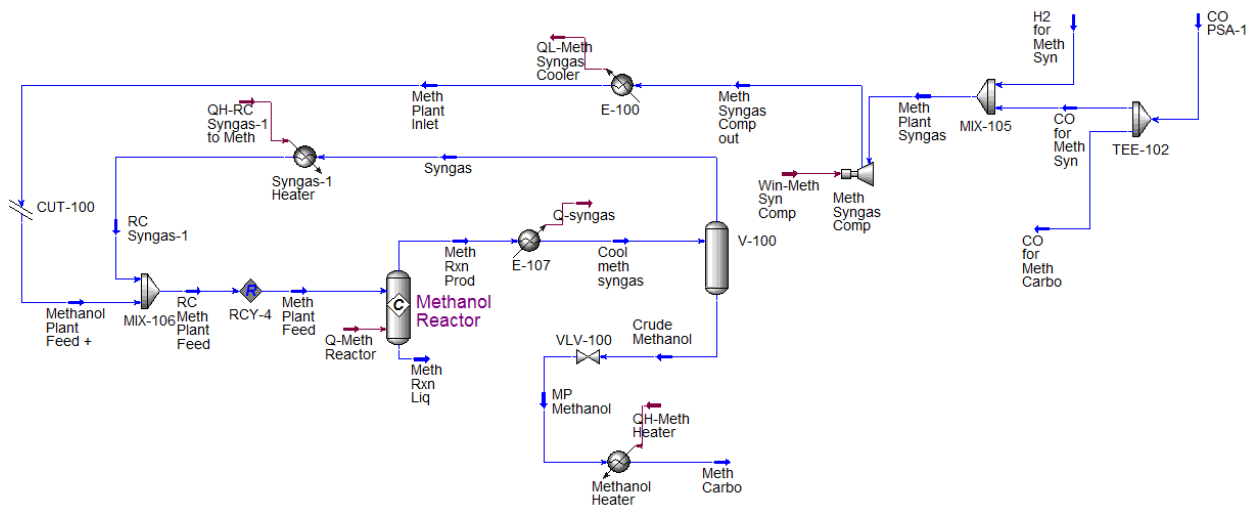 H2
for
Meth
Syn
CO
PSA-1
QL-Meth
Syngas
Cooler
E-100
Meth
Plant
Inlet
Meth
Syngas
Comp
out
Meth
Plant
Syngas
MIX-105
CO
for
Meth
Syn
TEE-102
QH-RC
Syngas-1
to Meth
Syngas-1
Heater
Syngas
Win-Meth
Syn
Comp
Meth
Syngas
Comp
CO
for
Meth
Carbo
CUT-100
RC
Syngas-1
Q-syngas
Meth
Rxn
Prod
E-107
Cool
meth
syngas
V-100
Methanol
Plant
Feed +
MIX-106
RC
Meth
Plant
Feed
R
RCY-4
Meth
Plant
Feed
C
Methanol
Reactor
Q-Meth
Reactor
Meth
Rxn
Liq
Crude
Methanol
VLV-100
MP
Methanol
QH-Meth
Heater
Methanol
Heater
Meth
Carbo